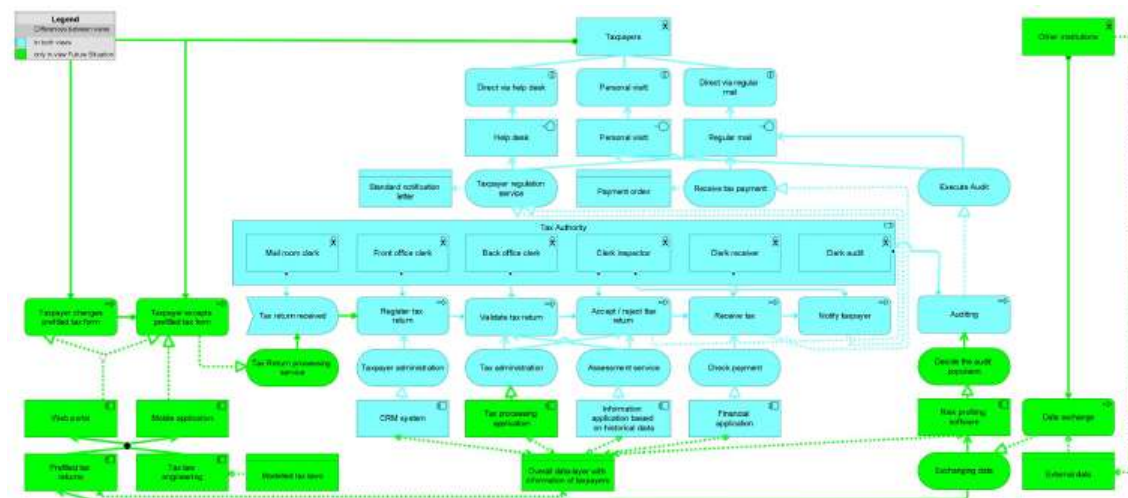 Legend
Differences between views
In both views
only in view Future Situation
Taxpayers
Other institutions
Direct via help desk
Personal visit
Direct via regular
mail
Help desk
Personal visit
Regular mail
Standard notification
letter
Taxpayer regulation
service
Payment order
Receive tax payment
Execute Audit
Tax Authority
Mail room clerk
Front office clerk
Back office clerk
Clerk inspector
Clerk receiver
Clerk audit
Taxpayer changes
prefilled tax form
Taxpayer accepts
prefilled tax form
Tax return received
Register tax
return
Validate tax return
Accept / reject tax
return
Receive tax
Notify taxpayer
Auditing
Tax Return processing
service
Taxpayer administration
Tax administration
Assessment service
Check payment
Decide the audit
Web portal
Mobile application
CRM system
Tax processing
application
Information
application based
on historical data
Financial
application
Risk profiling
software
Data exchange
Prefilled tax
returns
Tax law
engineering
Modelled tax laws
Overall data-layer with
information of taxpayers
Exchanging data
External data